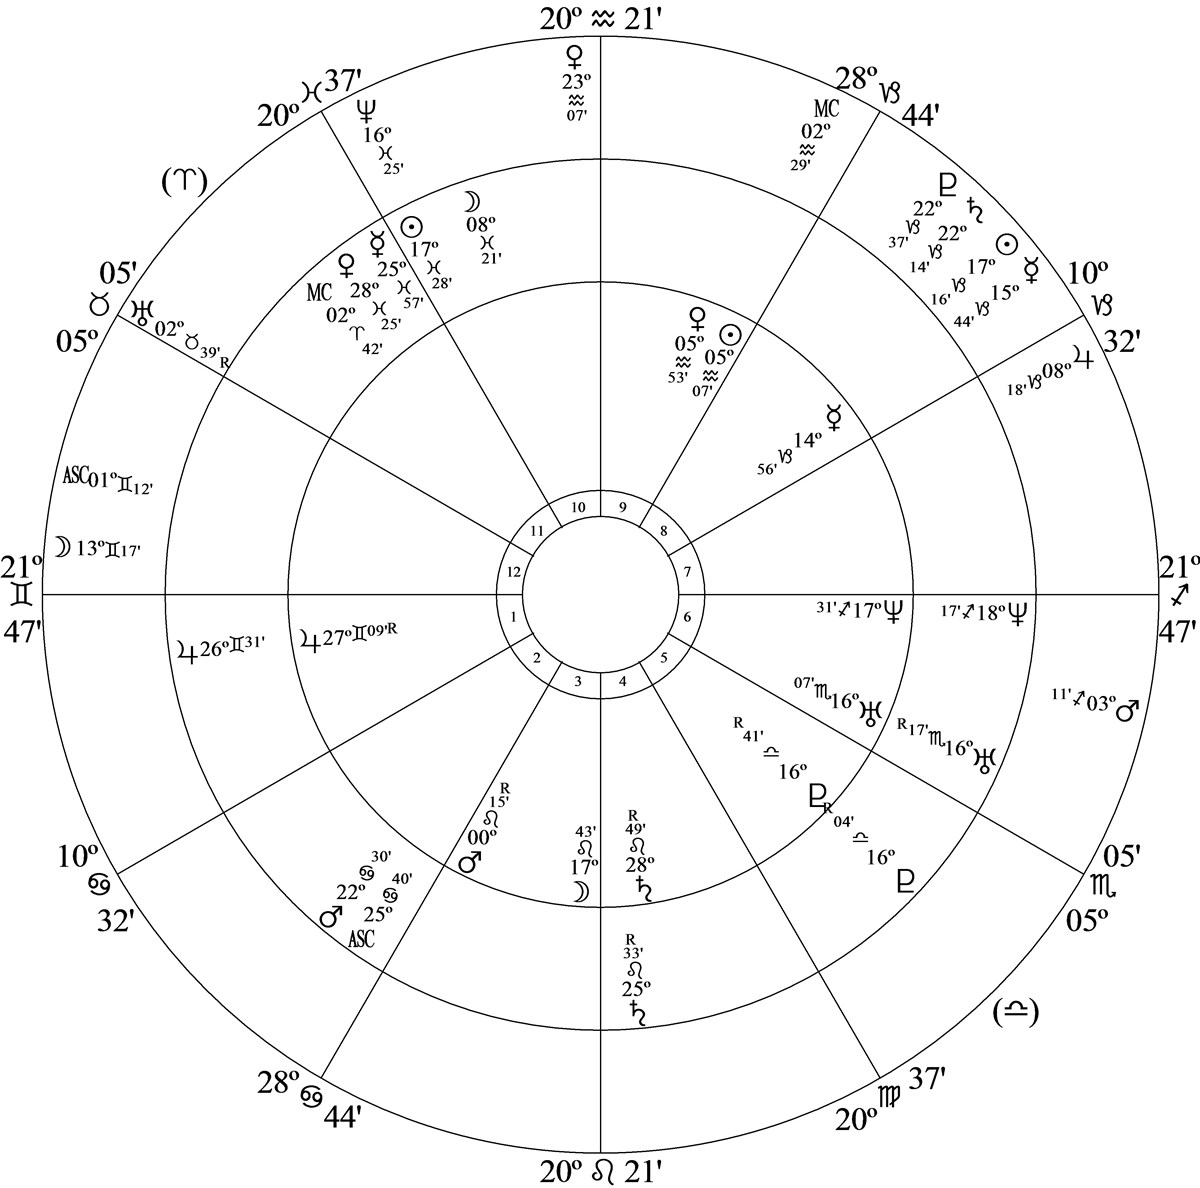 20º ♒ 21'
28º ♑ 44'
10º ♑ 32'
21º ♐ 47'
05º ♏ 05'
(♎)
20º ♍ 37'
20º ♌ 21'
28º ♋ 44'
10º ♋ 32'
21º ♊ 47'
05º ♉ 05'
(♈)
20º ♓ 37'
♀ 23º ♒ 07'
MC 02º ♒ 29'
♇ 22º ♑ 37'
♄ 22º ♑ 14'
☉ 17º ♑ 16'
☿ 15º ♑ 44'
♃ 08º ♑ 18'
♂ 03º ♐ 11'
☽ 13º ♊ 17'
ASC 01º ♊ 12'
♅ 02º ♉ 39' R
♆ 16º ♓ 25'
☽ 08º ♓ 21'
☉ 17º ♓ 28'
☿ 25º ♓ 57'
♀ 28º ♓ 25'
MC 02º ♈ 42'
♃ 26º ♊ 31'
♂ 22º ♋ 30'
ASC 25º ♋ 40'
♄ 25º ♌ 33' R
♇ 16º ♎ 04' R
♅ 16º ♏ 17' R
♆ 18º ♐ 17'
♀ 05º ♒ 53'
☉ 05º ♒ 07'
☿ 14º ♑ 56'
♆ 17º ♐ 31'
♅ 16º ♏ 07'
♇ 16º ♎ 41' R
♄ 28º ♌ 49' R
☽ 17º ♌ 43'
♂ 00º ♌ 15' R
♃ 27º ♊ 09' R
1
2
3
4
5
6
7
8
9
10
11
12